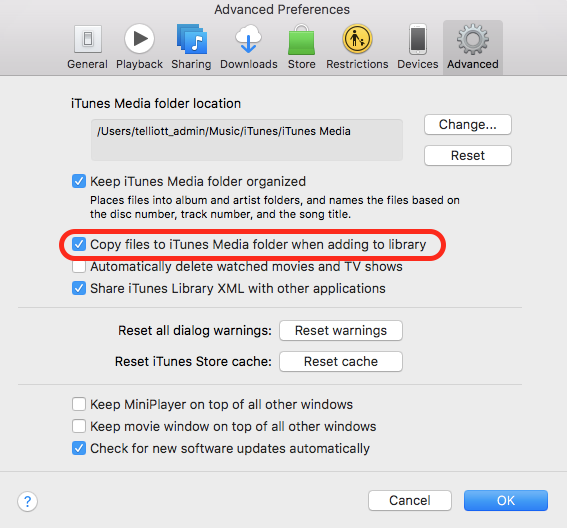 Advanced Preferences
General Playback Sharing Downloads Store Restrictions Devices Advanced
iTunes Media folder location
/Users/telliott_admin/Music/iTunes/iTunes Media
Change...
Reset
Keep iTunes Media folder organized
Places files into album and artist folders, and names the files based
on the disc number, track number, and the song title.
Copy files to iTunes Media folder when adding to library
Automatically delete watched movies and TV shows
Share iTunes Library XML with other applications
Reset all dialog warnings: Reset warnings
Reset iTunes Store cache: Reset cache
Keep MiniPlayer on top of all other windows
Keep movie window on top of all other windows
Check for new software updates automatically
? Cancel OK